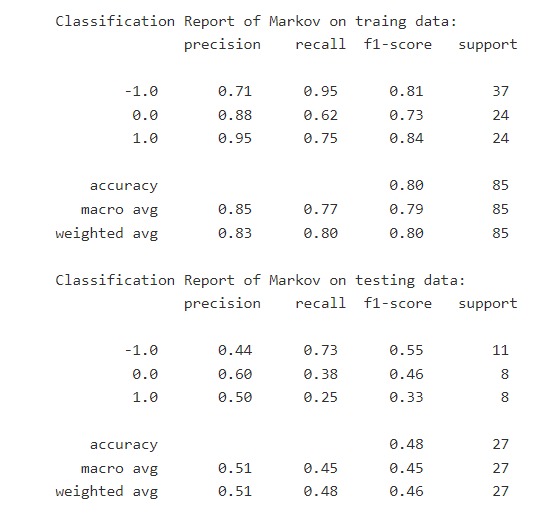 Classification Report of Markov on traing data:
precision recall f1-score support
-1.0 0.71 0.95 0.81 37
0.0 0.88 0.62 0.73 24
1.0 0.95 0.75 0.84 24
accuracy 0.80 85
macro avg 0.85 0.77 0.79 85
weighted avg 0.83 0.80 0.80 85
Classification Report of Markov on testing data:
precision recall f1-score support
-1.0 0.44 0.73 0.55 11
0.0 0.60 0.38 0.46 8
1.0 0.50 0.25 0.33 8
accuracy 0.48 27
macro avg 0.51 0.45 0.45 27
weighted avg 0.51 0.48 0.46 27